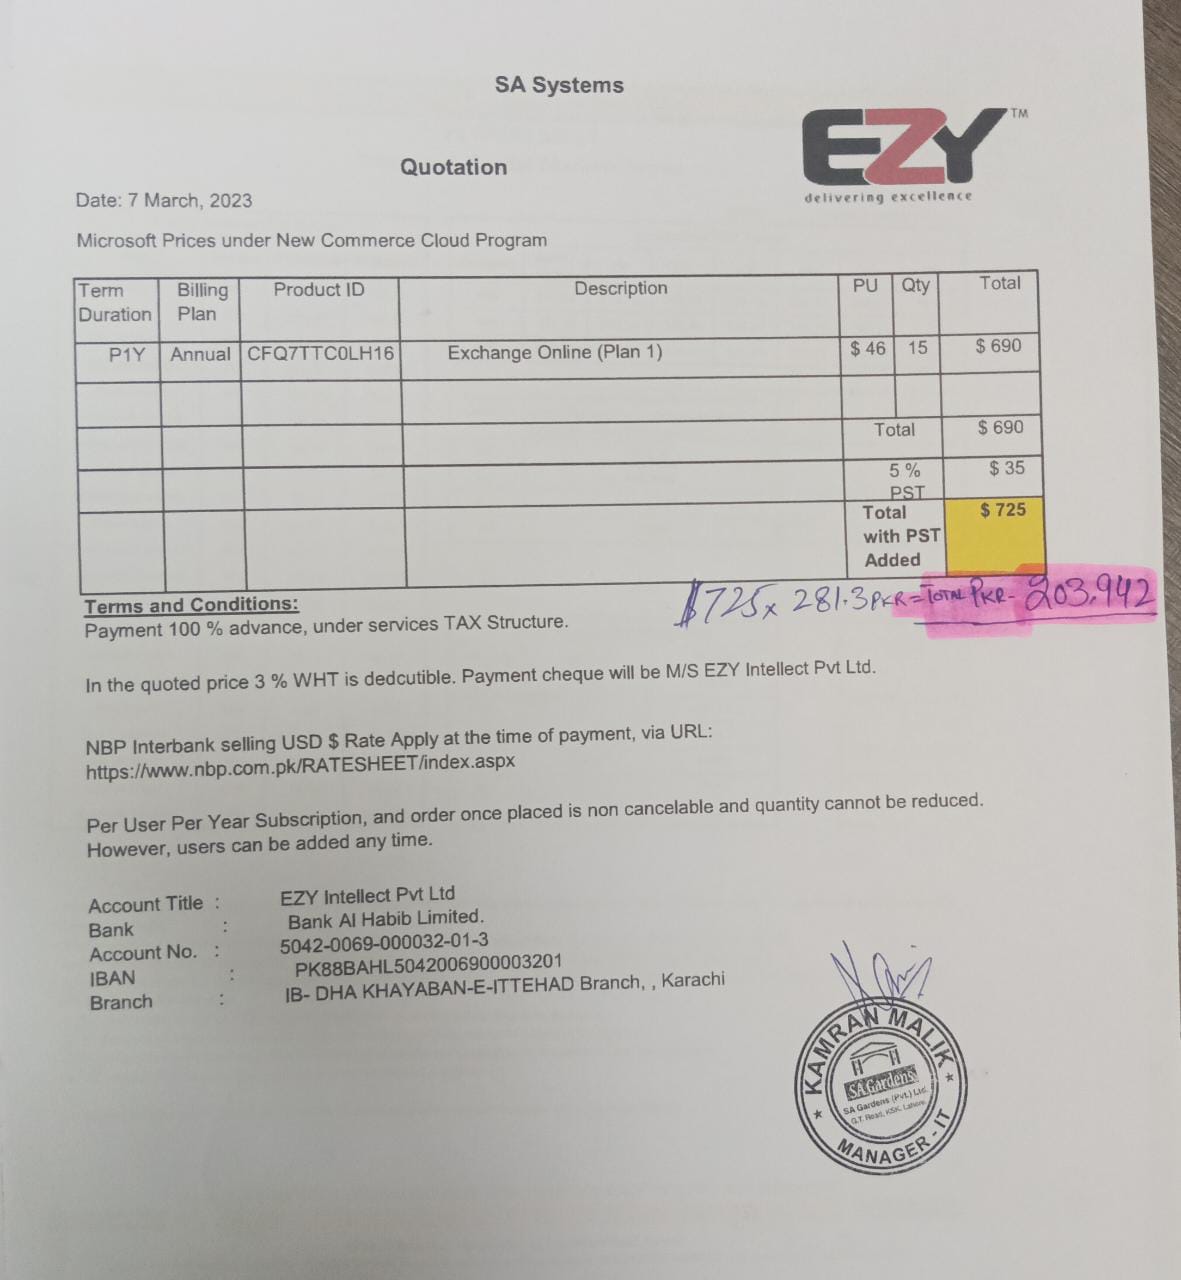 SA Systems
EZY TM
delivering excellence
Quotation
Date: 7 March, 2023
Microsoft Prices under New Commerce Cloud Program
Term Duration Billing Plan Product ID Description PU Qty Total
P1Y Annual CFQ7TTC0LH16 Exchange Online (Plan 1) $ 46 15 $ 690
Total $ 690
5 % PST $ 35
Total with PST Added $ 725
$725 x 281.3 PKR = TOTAL PKR - 203,942
Terms and Conditions:
Payment 100 % advance, under services TAX Structure.
In the quoted price 3 % WHT is dedcutible. Payment cheque will be M/S EZY Intellect Pvt Ltd.
NBP Interbank selling USD $ Rate Apply at the time of payment, via URL:
https://www.nbp.com.pk/RATESHEET/index.aspx
Per User Per Year Subscription, and order once placed is non cancelable and quantity cannot be reduced.
However, users can be added any time.
Account Title : EZY Intellect Pvt Ltd
Bank : Bank Al Habib Limited.
Account No. : 5042-0069-000032-01-3
IBAN : PK88BAHL5042006900003201
Branch : IB- DHA KHAYABAN-E-ITTEHAD Branch, , Karachi
KAMRAN MALIK
SA Gardens
SA Gardens (Pvt.) Ltd.
G.T. Road, KSK, Lahore.
MANAGER - IT